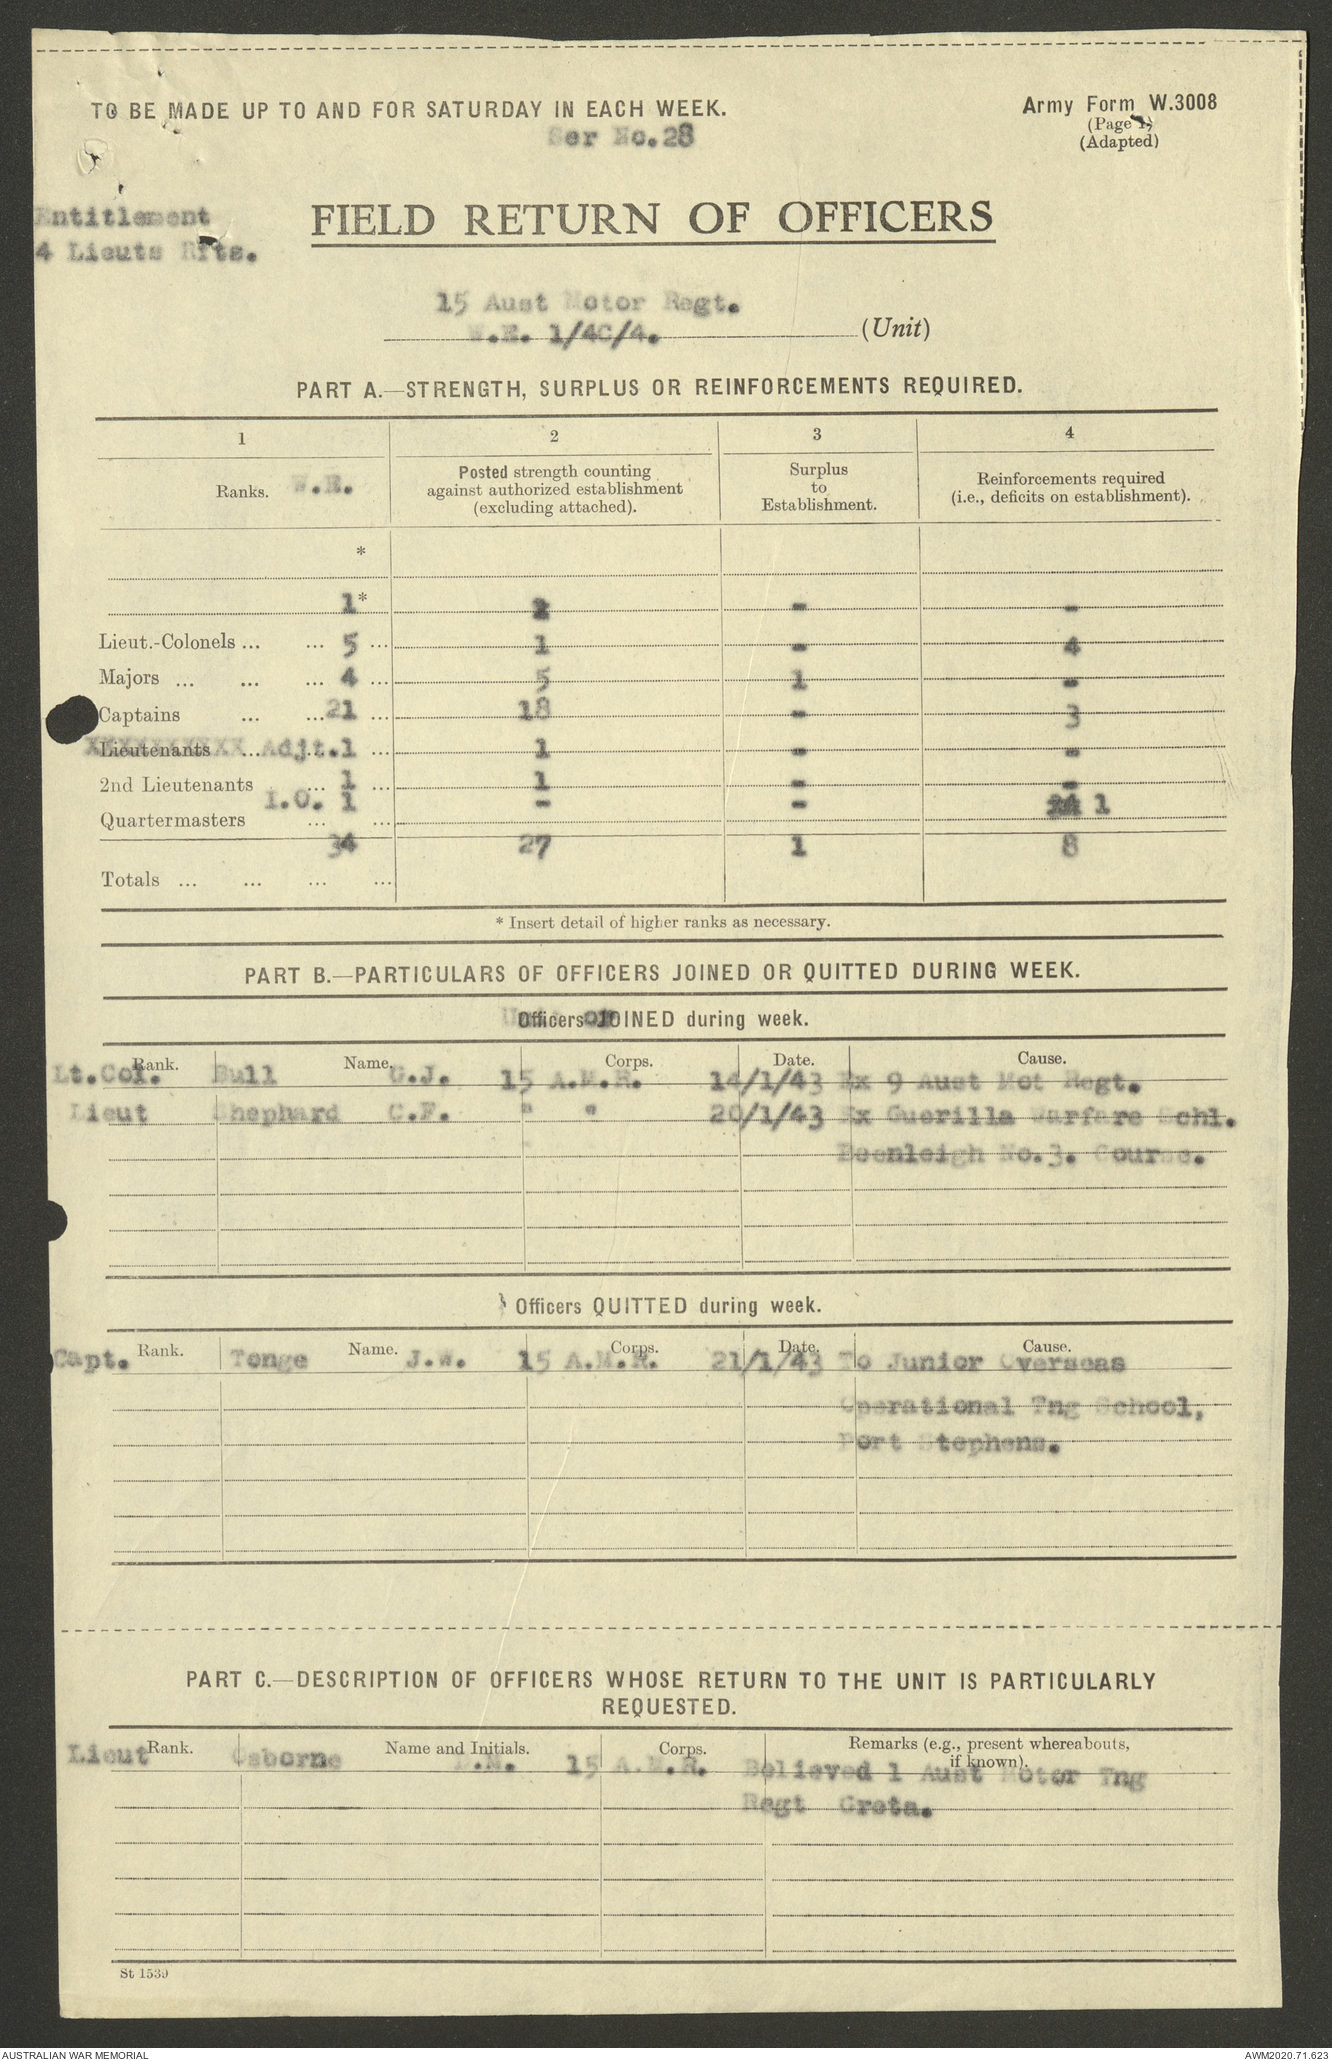 TO BE MADE UP TO AND FOR SATURDAY IN EACH WEEK.
Army Form W.3008
Ser No.28
(Page 1)
(Adapted)
Entitlement
4 Lieuts Rfts.
FIELD RETURN OF OFFICERS
15 Aust Motor Regt.
W.E. 1/4C/4. (Unit)
PART A.—STRENGTH, SURPLUS OR REINFORCEMENTS REQUIRED.
1 2 3 4
Ranks. W.E. Posted strength counting against authorized establishment (excluding attached). Surplus to Establishment. Reinforcements required (i.e., deficits on establishment).
*
1* - -
Lieut.-Colonels ... ... 5 ... 1 - 4
Majors ... ... ... 4 ... 5 1 -
Captains ... ... 21 ... 18 - 3
Lieutenants ... Adjt.1 ... 1 - -
2nd Lieutenants ... 1 ... 1 - -
I.O. 1 - - 1
Quartermasters ... ...
34 27 1 8
Totals ... ... ... ...
* Insert detail of higher ranks as necessary.
PART B.—PARTICULARS OF OFFICERS JOINED OR QUITTED DURING WEEK.
Officers JOINED during week.
Rank. Name. Corps. Date. Cause.
Lt.Col. Bull G.J. 15 A.M.R. 14/1/43 Ex 9 Aust Mot Regt.
Lieut Shephard C.F. " " 20/1/43 Ex Guerilla Warfare Schl.
Beenleigh No.3. Course.
Officers QUITTED during week.
Rank. Name. Corps. Date. Cause.
Capt. Tonge J.W. 15 A.M.R. 21/1/43 To Junior Overseas
Operational Tng School,
Port Stephens.
PART C.—DESCRIPTION OF OFFICERS WHOSE RETURN TO THE UNIT IS PARTICULARLY
REQUESTED.
Rank. Name and Initials. Corps. Remarks (e.g., present whereabouts, if known).
Lieut Osborne 15 A.M.R. Believed 1 Aust Motor Tng
Regt Greta.
St 1539
AUSTRALIAN WAR MEMORIAL
AWM2020.71.623